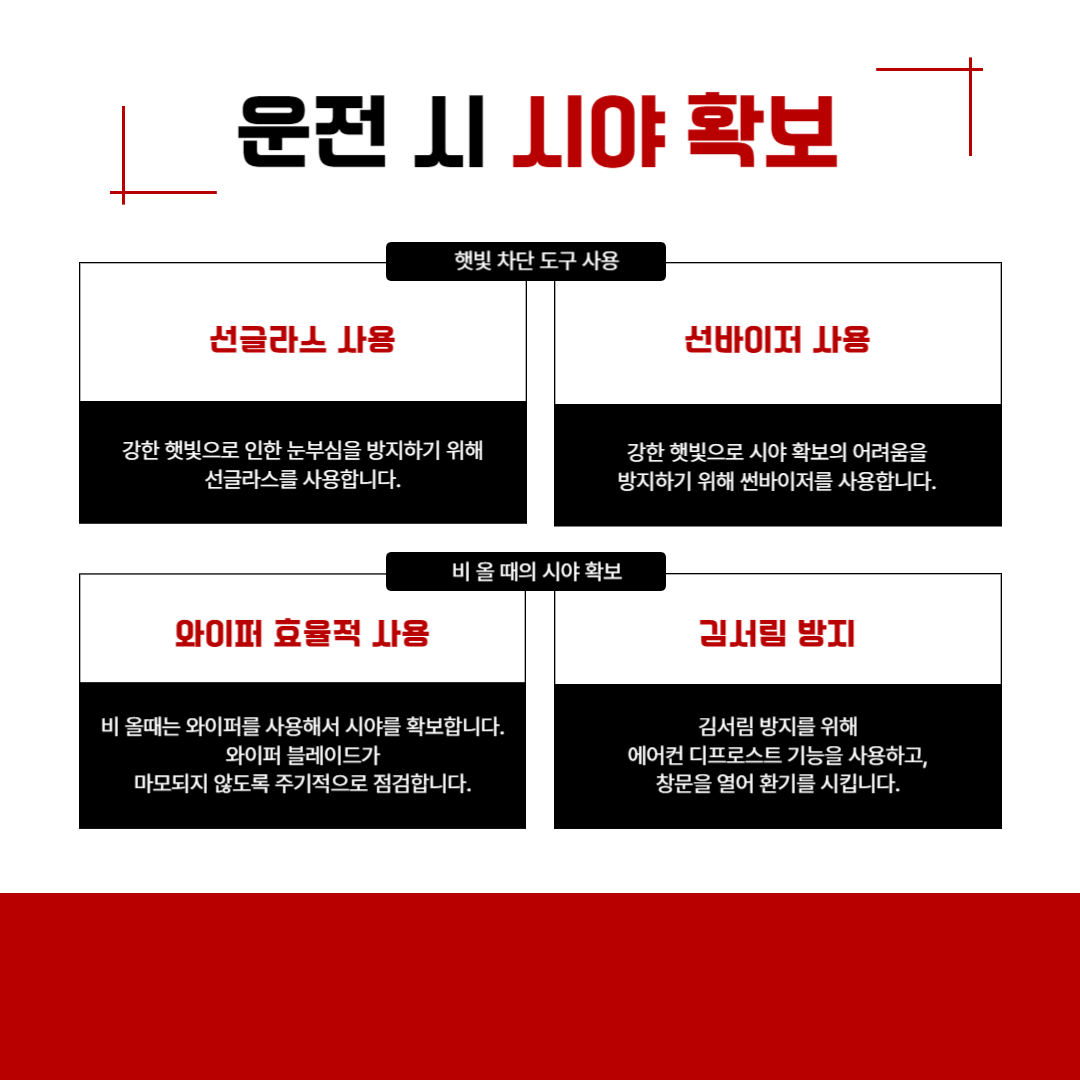 운전 시 시야 확보
햇빛 차단 도구 사용
선글라스 사용
강한 햇빛으로 인한 눈부심을 방지하기 위해
선글라스를 사용합니다.
선바이저 사용
강한 햇빛으로 시야 확보의 어려움을
방지하기 위해 썬바이저를 사용합니다.
비 올 때의 시야 확보
와이퍼 효율적 사용
비 올때는 와이퍼를 사용해서 시야를 확보합니다.
와이퍼 블레이드가
마모되지 않도록 주기적으로 점검합니다.
김서림 방지
김서림 방지를 위해
에어컨 디프로스트 기능을 사용하고,
창문을 열어 환기를 시킵니다.